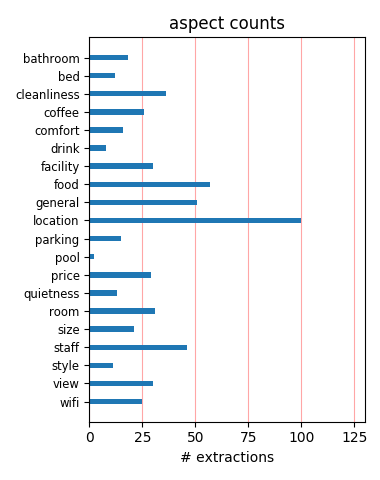 aspect counts
bathroom
bed
cleanliness
coffee
comfort
drink
facility
food
general
location
parking
pool
price
quietness
room
size
staff
style
view
wifi
0 25 50 75 100 125
# extractions